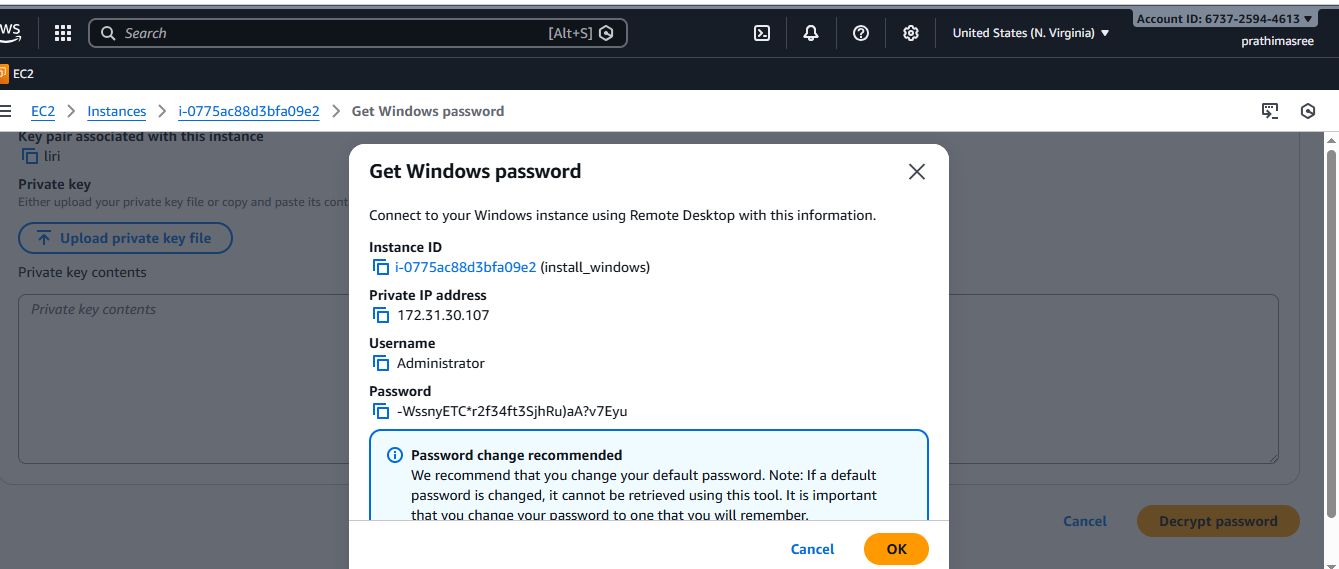 WS
Search
[Alt+S]
United States (N. Virginia) ▼
Account ID: 6737-2594-4613 ▼
prathimasree
EC2
EC2 > Instances > i-0775ac88d3bfa09e2 > Get Windows password
Key pair associated with this instance
liri
Private key
Either upload your private key file or copy and paste its cont
Upload private key file
Private key contents
Private key contents
Get Windows password
Connect to your Windows instance using Remote Desktop with this information.
Instance ID
i-0775ac88d3bfa09e2 (install_windows)
Private IP address
172.31.30.107
Username
Administrator
Password
-WssnyETC*r2f34ft3SjhRu)aA?v7Eyu
Password change recommended
We recommend that you change your default password. Note: If a default
password is changed, it cannot be retrieved using this tool. It is important
that you change your password to one that you will remember.
Cancel
OK
Cancel
Decrypt password